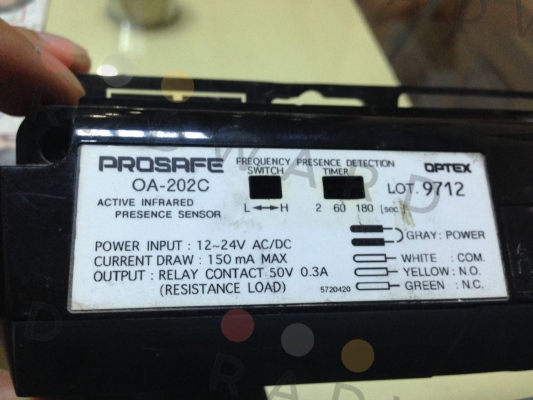 PROSAFE
OA-202C
ACTIVE INFRARED
PRESENCE SENSOR
FREQUENCY
SWITCH
L ↔ H
PRESENCE DETECTION
TIMER
2 60 180 [sec]
OPTEX
LOT. 9712
POWER INPUT : 12~24V AC/DC
CURRENT DRAW : 150 mA MAX
OUTPUT : RELAY CONTACT 50V 0.3A
(RESISTANCE LOAD)
5720420
GRAY: POWER
WHITE : COM.
YELLOW : N.O.
GREEN : N.C.